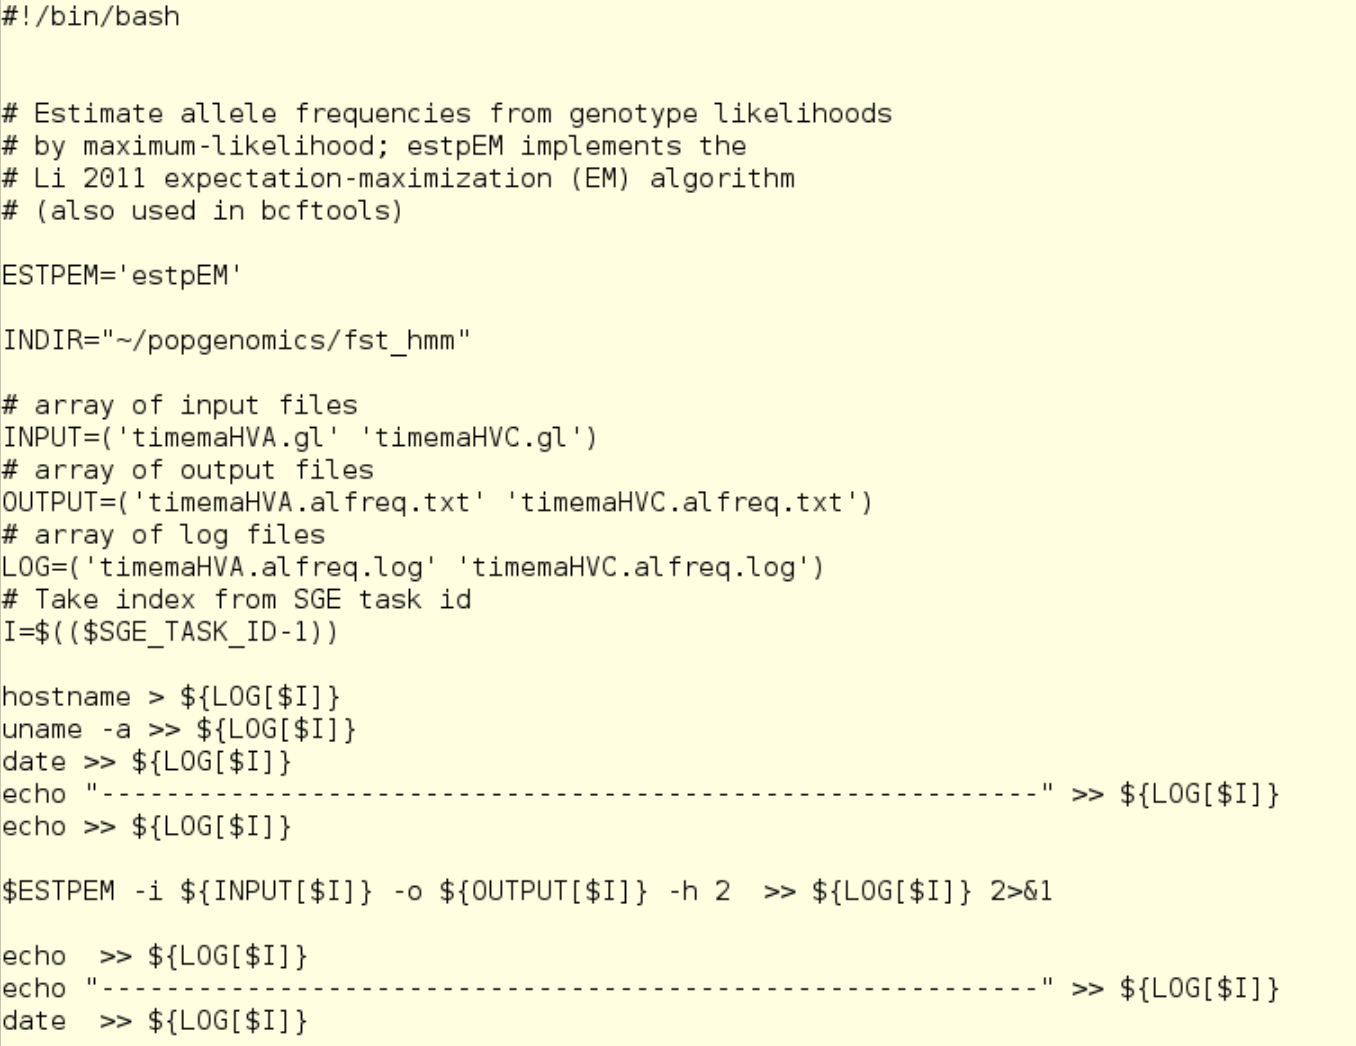 #!/bin/bash
# Estimate allele frequencies from genotype likelihoods
# by maximum-likelihood; estpEM implements the
# Li 2011 expectation-maximization (EM) algorithm
# (also used in bcftools)
ESTPEM='estpEM'
INDIR="~/popgenomics/fst_hmm"
# array of input files
INPUT=('timemaHVA.gl' 'timemaHVC.gl')
# array of output files
OUTPUT=('timemaHVA.alfreq.txt' 'timemaHVC.alfreq.txt')
# array of log files
LOG=('timemaHVA.alfreq.log' 'timemaHVC.alfreq.log')
# Take index from SGE task id
I=$(($SGE_TASK_ID-1))
hostname > ${LOG[$I]}
uname -a >> ${LOG[$I]}
date >> ${LOG[$I]}
echo "----------------------------------------------------------" >> ${LOG[$I]}
echo >> ${LOG[$I]}
$ESTPEM -i ${INPUT[$I]} -o ${OUTPUT[$I]} -h 2  >> ${LOG[$I]} 2>&1
echo  >> ${LOG[$I]}
echo "----------------------------------------------------------" >> ${LOG[$I]}
date  >> ${LOG[$I]}